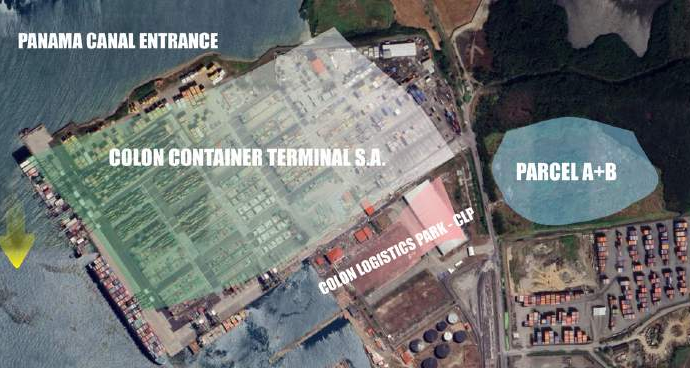 PANAMA CANAL ENTRANCE
COLON CONTAINER TERMINAL S.A.
PARCEL A+B
COLON LOGISTICS PARK - CLP